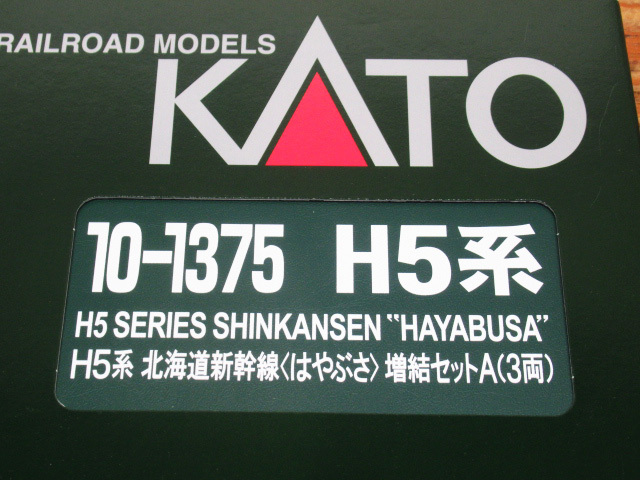 RAILROAD MODELS
KATO
10-1375 H5系
H5 SERIES SHINKANSEN "HAYABUSA"
H5系 北海道新幹線〈はやぶさ〉増結セットA(3両)